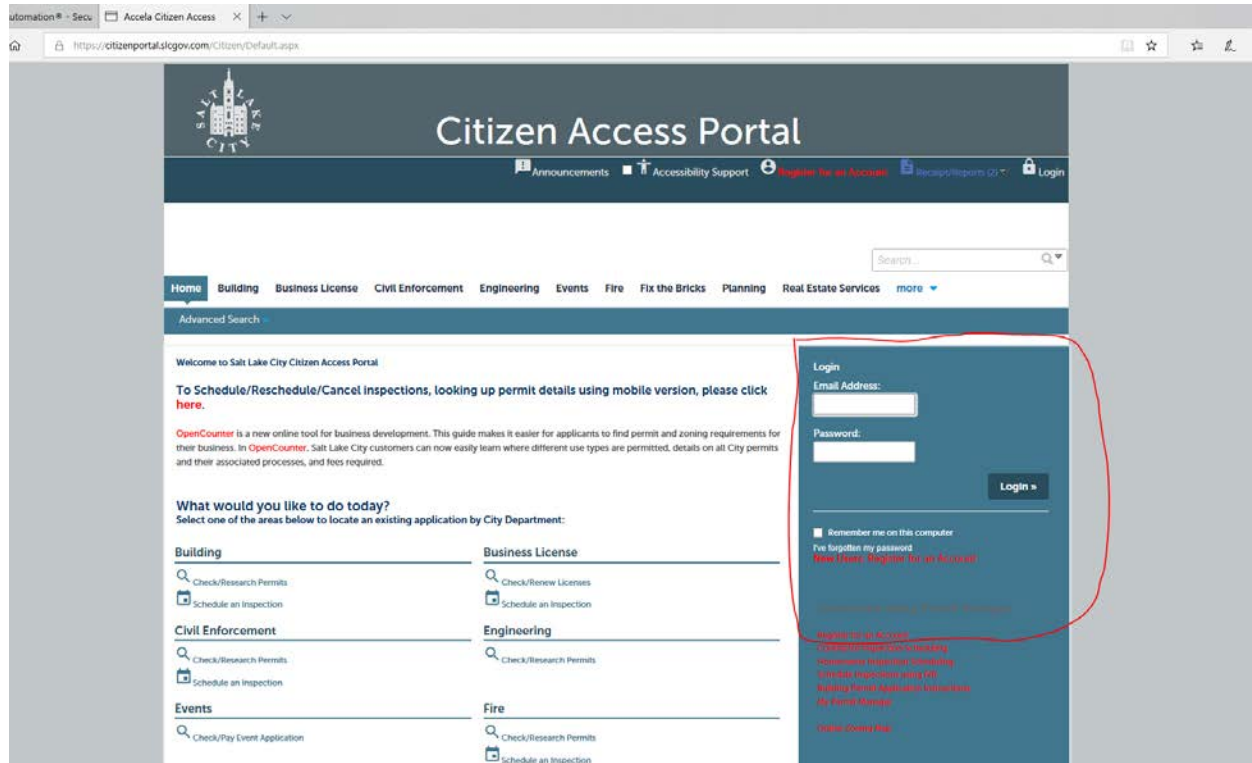 utomation® - Secu
Accela Citizen Access
https://citizenportal.slcgov.com/Citizen/Default.aspx
SALT LAKE
CITY
Citizen Access Portal
Announcements
Accessibility Support
Register for an Account
Receipt/Reports (2)
Login
Search...
Home Building Business License Civil Enforcement Engineering Events Fire Fix the Bricks Planning Real Estate Services more
Advanced Search
Welcome to Salt Lake City Citizen Access Portal
To Schedule/Reschedule/Cancel inspections, looking up permit details using mobile version, please click
here.
OpenCounter is a new online tool for business development. This guide makes it easier for applicants to find permit and zoning requirements for
their business. In OpenCounter, Salt Lake City customers can now easily learn where different use types are permitted, details on all City permits
and their associated processes, and fees required.
What would you like to do today?
Select one of the areas below to locate an existing application by City Department:
Building
Check/Research Permits
Schedule an Inspection
Business License
Check/Renew Licenses
Schedule an Inspection
Civil Enforcement
Check/Research Permits
Schedule an Inspection
Engineering
Check/Research Permits
Events
Check/Pay Event Application
Fire
Check/Research Permits
Schedule an Inspection
Login
Email Address:
Password:
Login »
Remember me on this computer
I've forgotten my password
New Users: Register for an Account
Register for an Account
Building Permit Application Instructions